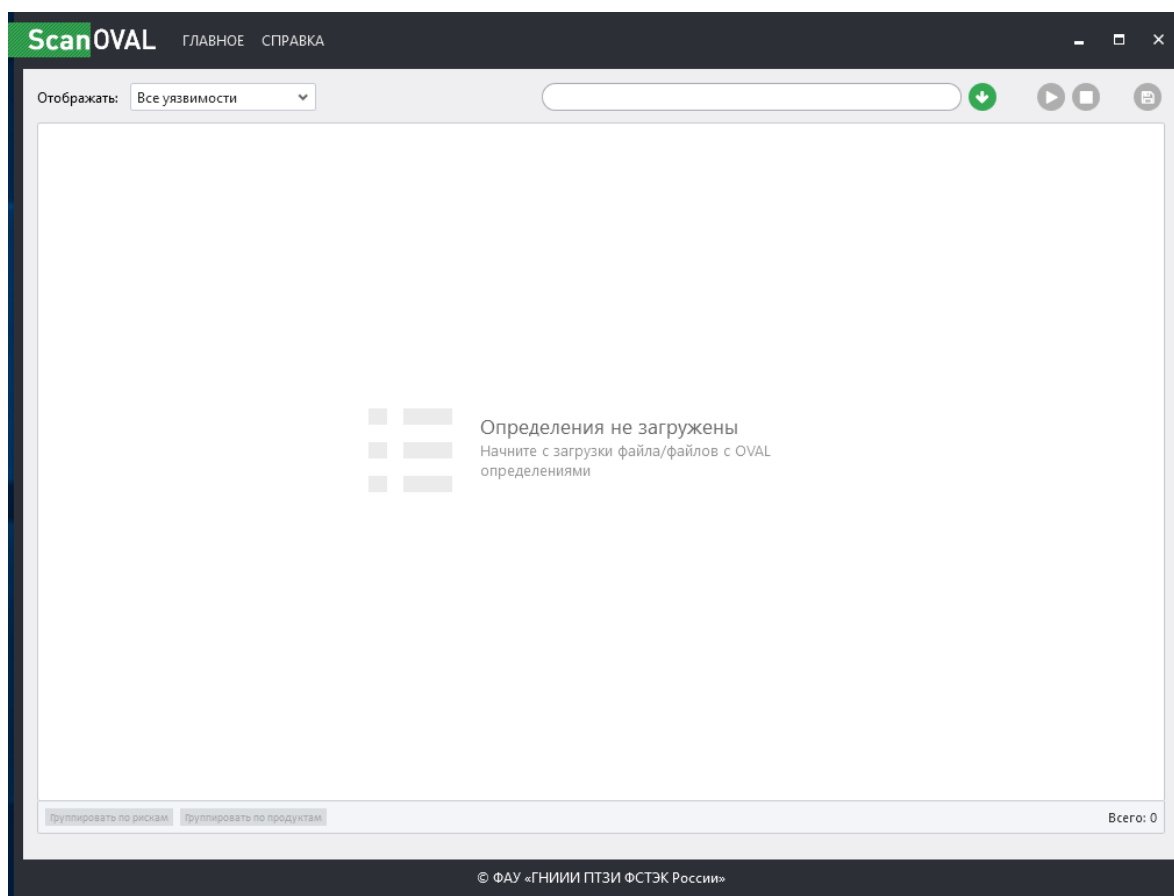 ScanOVAL ГЛАВНОЕ СПРАВКА
Отображать: Все уязвимости
Определения не загружены
Начните с загрузки файла/файлов с OVAL
определениями
Группировать по рискам Группировать по продуктам Всего: 0
© ФАУ «ГНИИИ ПТЗИ ФСТЭК России»